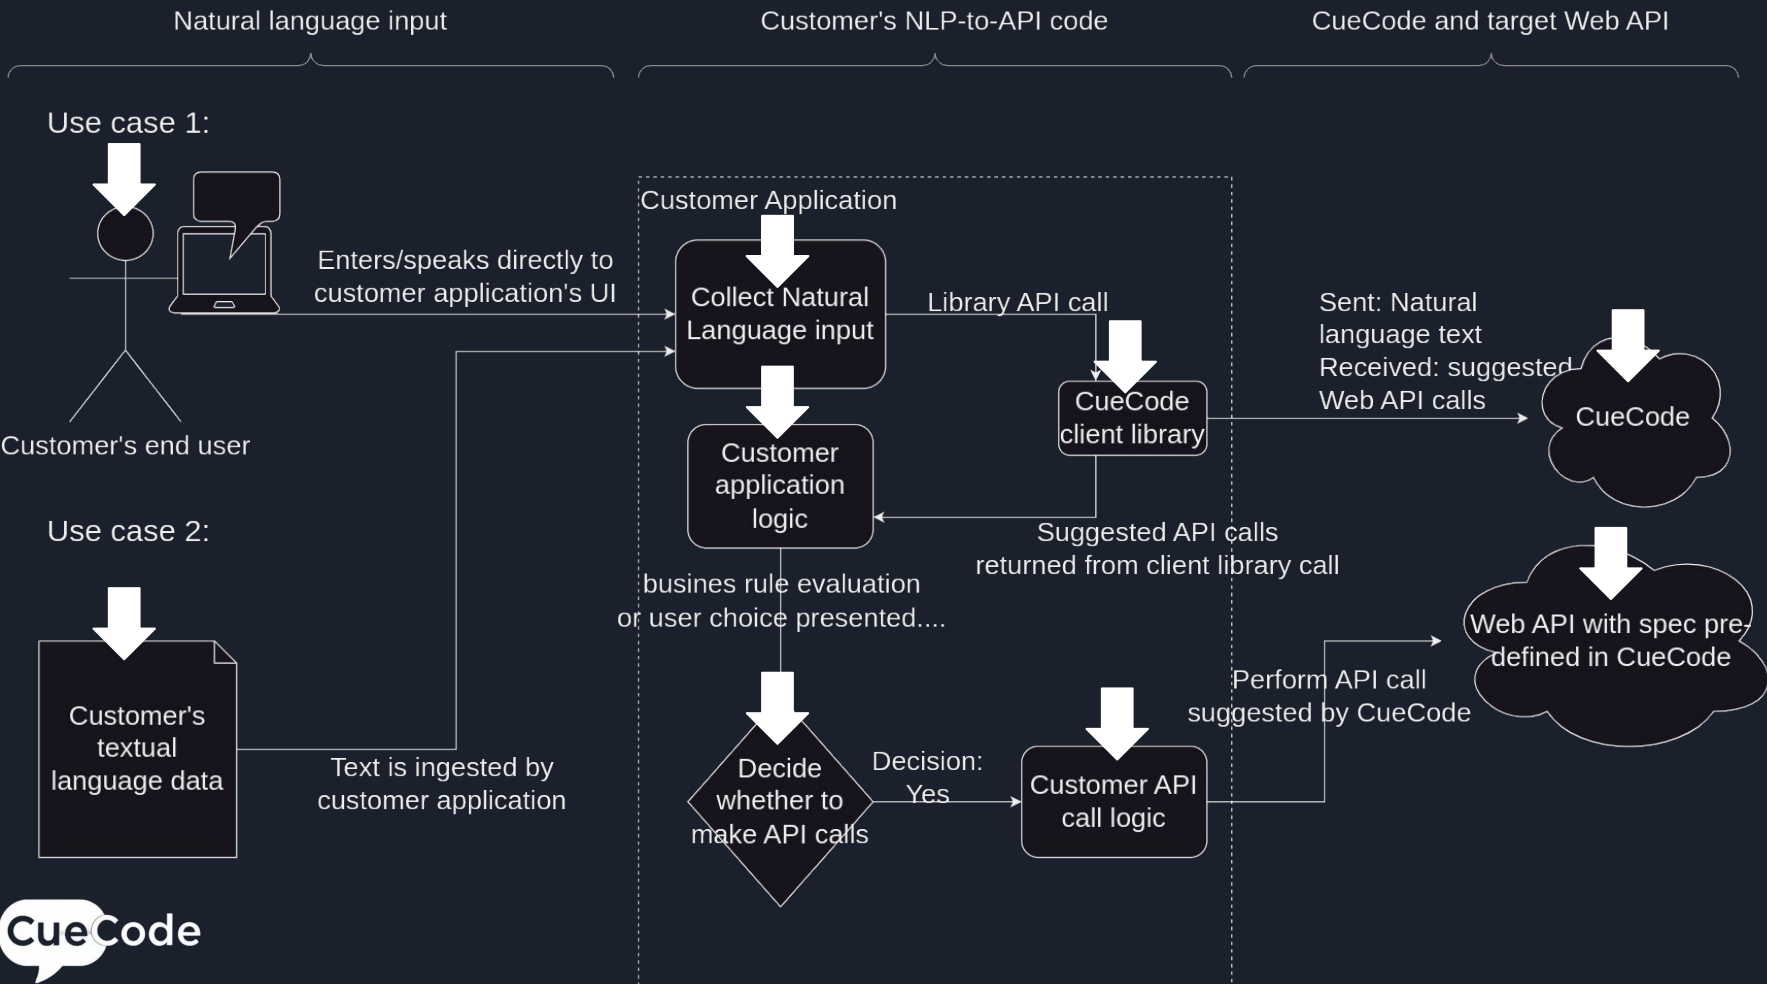 Natural language input
Customer's NLP-to-API code
CueCode and target Web API
Use case 1:
Enters/speaks directly to
customer application's UI
Customer's end user
Use case 2:
Customer's
textual
language data
Text is ingested by
customer application
Customer Application
Collect Natural
Language input
Library API call
CueCode
client library
Customer
application
logic
Suggested API calls
returned from client library call
busines rule evaluation
or user choice presented....
Decide
whether to
make API calls
Decision:
Yes
Customer API
call logic
Sent: Natural
language text
Received: suggested
Web API calls
CueCode
Web API with spec pre-
defined in CueCode
Perform API call
suggested by CueCode
CueCode